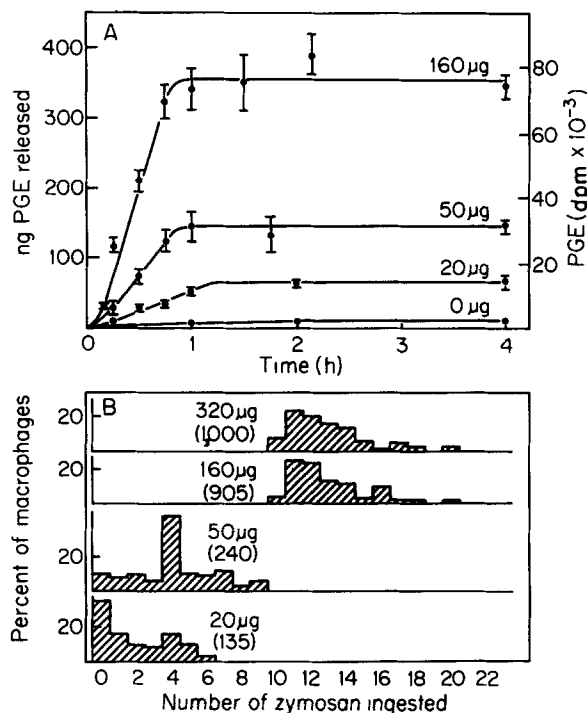 A
400
300
200
100
ng PGE released
80
60
40
20
PGE (dpm x 10⁻³)
160μg
50μg
20μg
0μg
0 1 2 3 4
Time (h)
B
20
320μg
(1000)
20
160μg
(905)
20
50μg
(240)
20
20μg
(135)
Percent of macrophages
0 2 4 6 8 10 12 14 16 18 20 22
Number of zymosan ingested